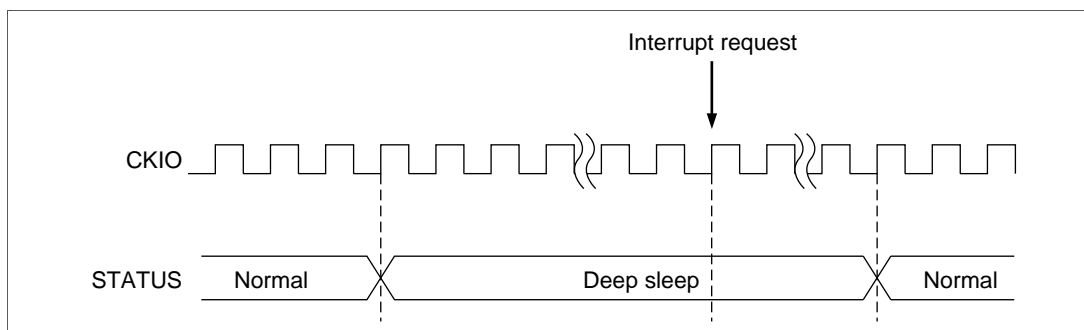 Interrupt request
CKIO
STATUS
Normal
Deep sleep
Normal